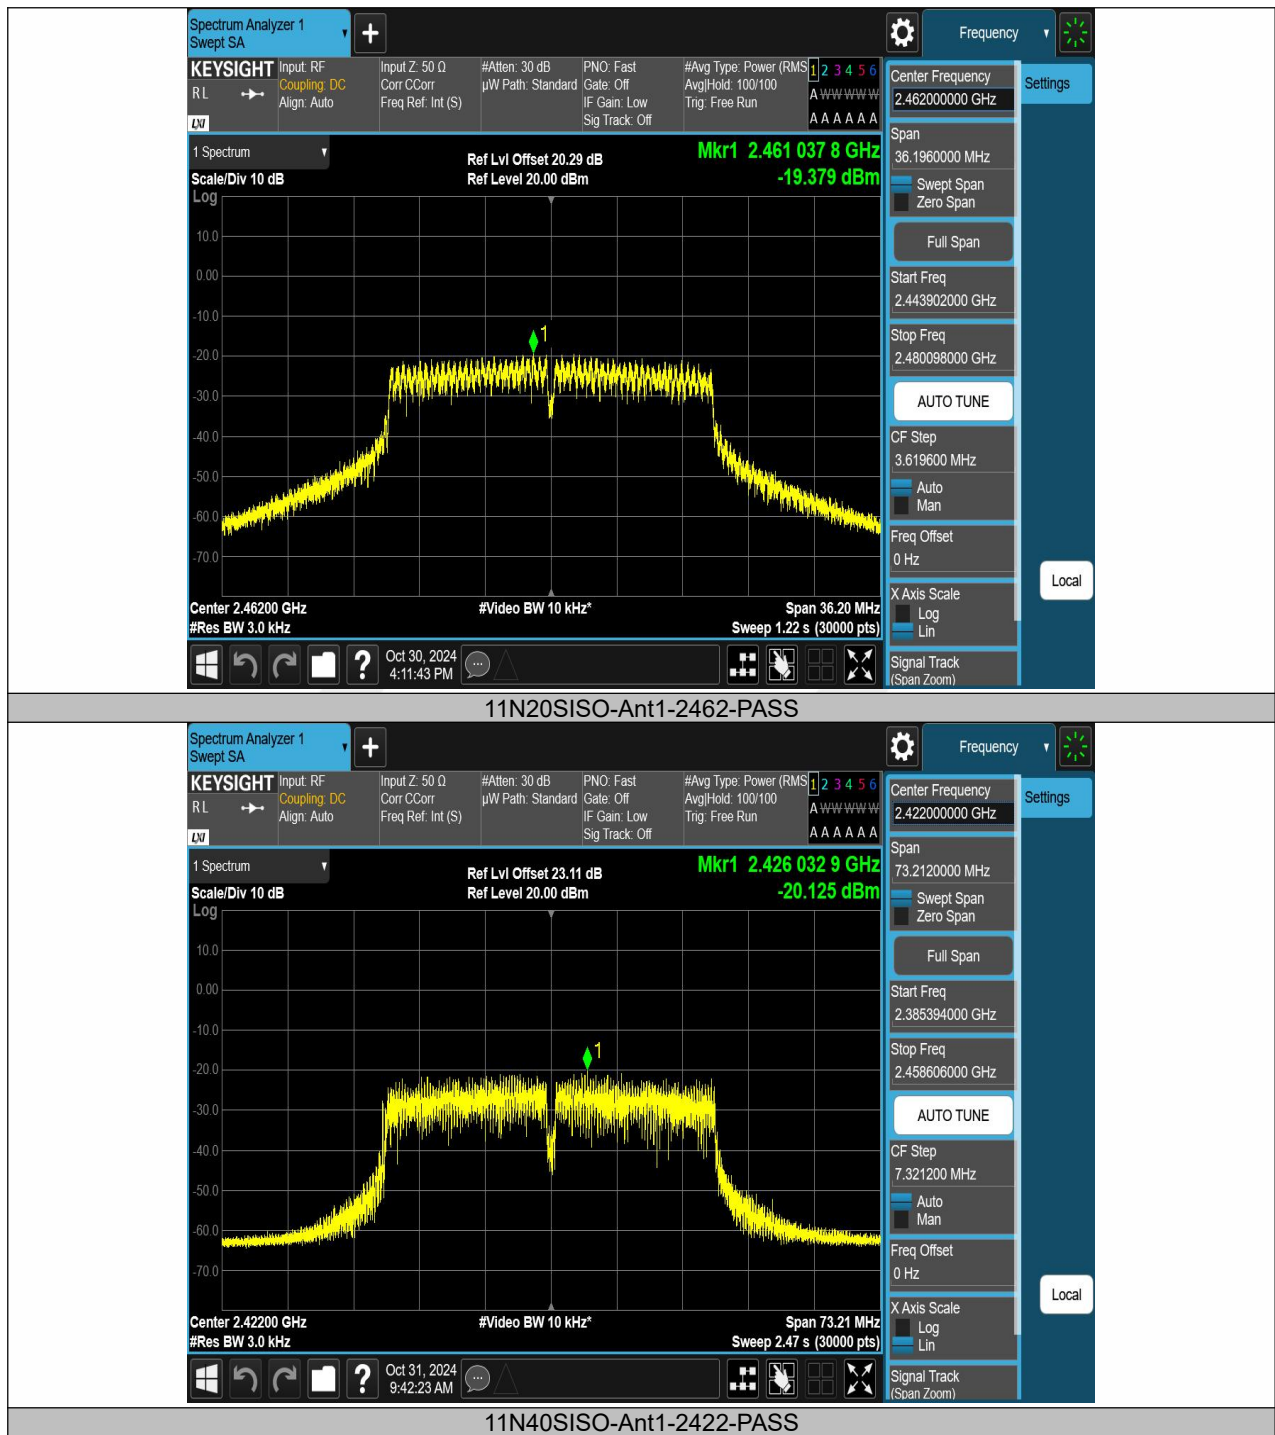 Spectrum Analyzer 1
Swept SA
+
Frequency
KEYSIGHT
RL
LXI
Input: RF
Coupling: DC
Align: Auto
Input Z: 50 Ω
Corr CCorr
Freq Ref: Int (S)
#Atten: 30 dB
µW Path: Standard
PNO: Fast
Gate: Off
IF Gain: Low
Sig Track: Off
#Avg Type: Power (RMS
Avg|Hold: 100/100
Trig: Free Run
1 2 3 4 5 6
A W W W W W
A A A A A A
Center Frequency
2.462000000 GHz
Settings
Span
36.1960000 MHz
Swept Span
Zero Span
Full Span
Start Freq
2.443902000 GHz
Stop Freq
2.480098000 GHz
AUTO TUNE
CF Step
3.619600 MHz
Auto
Man
Freq Offset
0 Hz
X Axis Scale
Log
Lin
Signal Track
(Span Zoom)
Local
1 Spectrum
Scale/Div 10 dB
Log
Ref Lvl Offset 20.29 dB
Ref Level 20.00 dBm
Mkr1 2.461 037 8 GHz
-19.379 dBm
10.0
0.00
-10.0
-20.0
-30.0
-40.0
-50.0
-60.0
-70.0
1
Center 2.46200 GHz
#Res BW 3.0 kHz
#Video BW 10 kHz*
Span 36.20 MHz
Sweep 1.22 s (30000 pts)
?
Oct 30, 2024
4:11:43 PM
11N20SISO-Ant1-2462-PASS
Spectrum Analyzer 1
Swept SA
+
Frequency
KEYSIGHT
RL
LXI
Input: RF
Coupling: DC
Align: Auto
Input Z: 50 Ω
Corr CCorr
Freq Ref: Int (S)
#Atten: 30 dB
µW Path: Standard
PNO: Fast
Gate: Off
IF Gain: Low
Sig Track: Off
#Avg Type: Power (RMS
Avg|Hold: 100/100
Trig: Free Run
1 2 3 4 5 6
A W W W W W
A A A A A A
Center Frequency
2.422000000 GHz
Settings
Span
73.2120000 MHz
Swept Span
Zero Span
Full Span
Start Freq
2.385394000 GHz
Stop Freq
2.458606000 GHz
AUTO TUNE
CF Step
7.321200 MHz
Auto
Man
Freq Offset
0 Hz
X Axis Scale
Log
Lin
Signal Track
(Span Zoom)
Local
1 Spectrum
Scale/Div 10 dB
Log
Ref Lvl Offset 23.11 dB
Ref Level 20.00 dBm
Mkr1 2.426 032 9 GHz
-20.125 dBm
10.0
0.00
-10.0
-20.0
-30.0
-40.0
-50.0
-60.0
-70.0
1
Center 2.42200 GHz
#Res BW 3.0 kHz
#Video BW 10 kHz*
Span 73.21 MHz
Sweep 2.47 s (30000 pts)
?
Oct 31, 2024
9:42:23 AM
11N40SISO-Ant1-2422-PASS